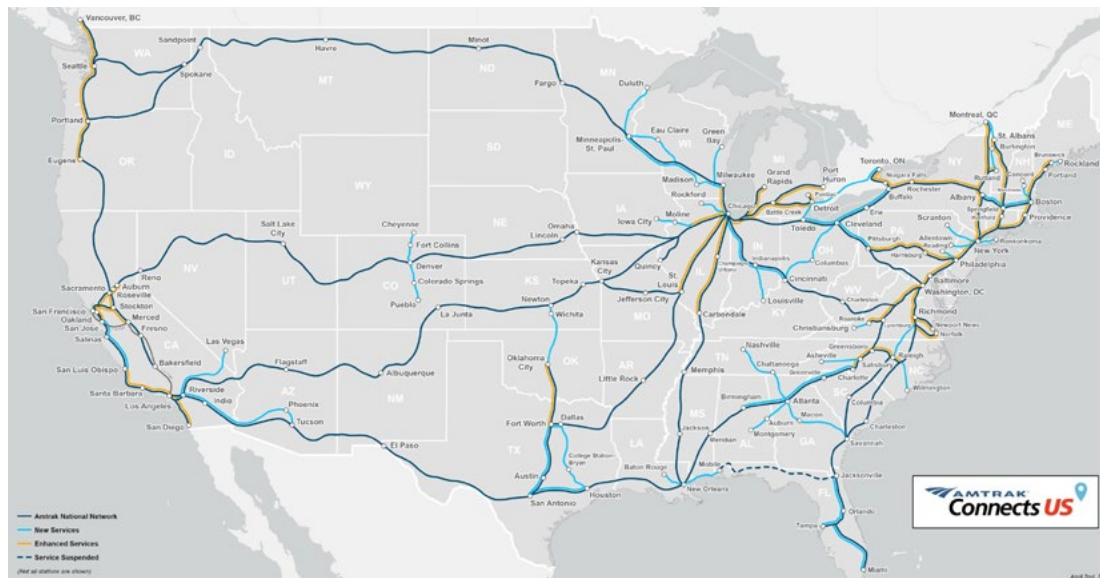 Vancouver, BC
Seattle
WA
Sandpoint
Spokane
Havre
MT
Minot
ND
Fargo
MN
Duluth
Portland
Eugene
OR
ID
WY
SD
NE
Minneapolis-
St. Paul
Eau Claire
WI
Green
Bay
Madison
Milwaukee
Rockford
MI
Grand
Rapids
Port
Huron
Pontiac
Toronto, ON
Niagara Falls
Montreal, QC
St. Albans
Burlington
ME
NY
NH
Rutland
Concord
Brunswick
Rockland
Portland
Rochester
Buffalo
Albany
Springfield
Boston
Providence
Chicago
Battle Creek
Detroit
Toledo
Cleveland
Erie
Scranton
Allentown
Reading
Ronkonkoma
New York
PA
Pittsburgh
Harrisburg
Philadelphia
IA
Iowa City
Moline
Omaha
Lincoln
Salt Lake
City
Cheyenne
Fort Collins
Denver
CO
Colorado Springs
Pueblo
Reno
NV
UT
Sacramento
Auburn
Roseville
Stockton
San Francisco
Oakland
San Jose
Merced
Fresno
Salinas
CA
Bakersfield
San Luis Obispo
Santa Barbara
Los Angeles
San Diego
Las Vegas
Riverside
Indio
Flagstaff
AZ
Phoenix
Tucson
Albuquerque
NM
La Junta
El Paso
KS
Newton
Wichita
Topeka
Kansas
City
Quincy
St.
Louis
Jefferson City
MO
Champaign-
Urbana
IL
IN
Indianapolis
OH
Columbus
Cincinnati
Louisville
KY
WV
Charleston
Baltimore
Washington, DC
Richmond
Newport News
Norfolk
Roanoke
Lynchburg
Christiansburg
Carbondale
Oklahoma
City
OK
AR
Little Rock
TN
Memphis
Nashville
Chattanooga
Asheville
Greenville
Greensboro
Salisbury
Raleigh
NC
Charlotte
Wilmington
SC
Columbia
Charleston
Birmingham
Atlanta
Macon
Auburn
Montgomery
AL
GA
Savannah
MS
Jackson
Meridian
Fort Worth
Dallas
TX
College Station-
Bryan
Austin
San Antonio
Houston
LA
Baton Rouge
New Orleans
Mobile
Jacksonville
FL
Orlando
Tampa
Miami
AMTRAK
Connects US
Amtrak National Network
New Services
Enhanced Services
Service Suspended
(Not all stations are shown)